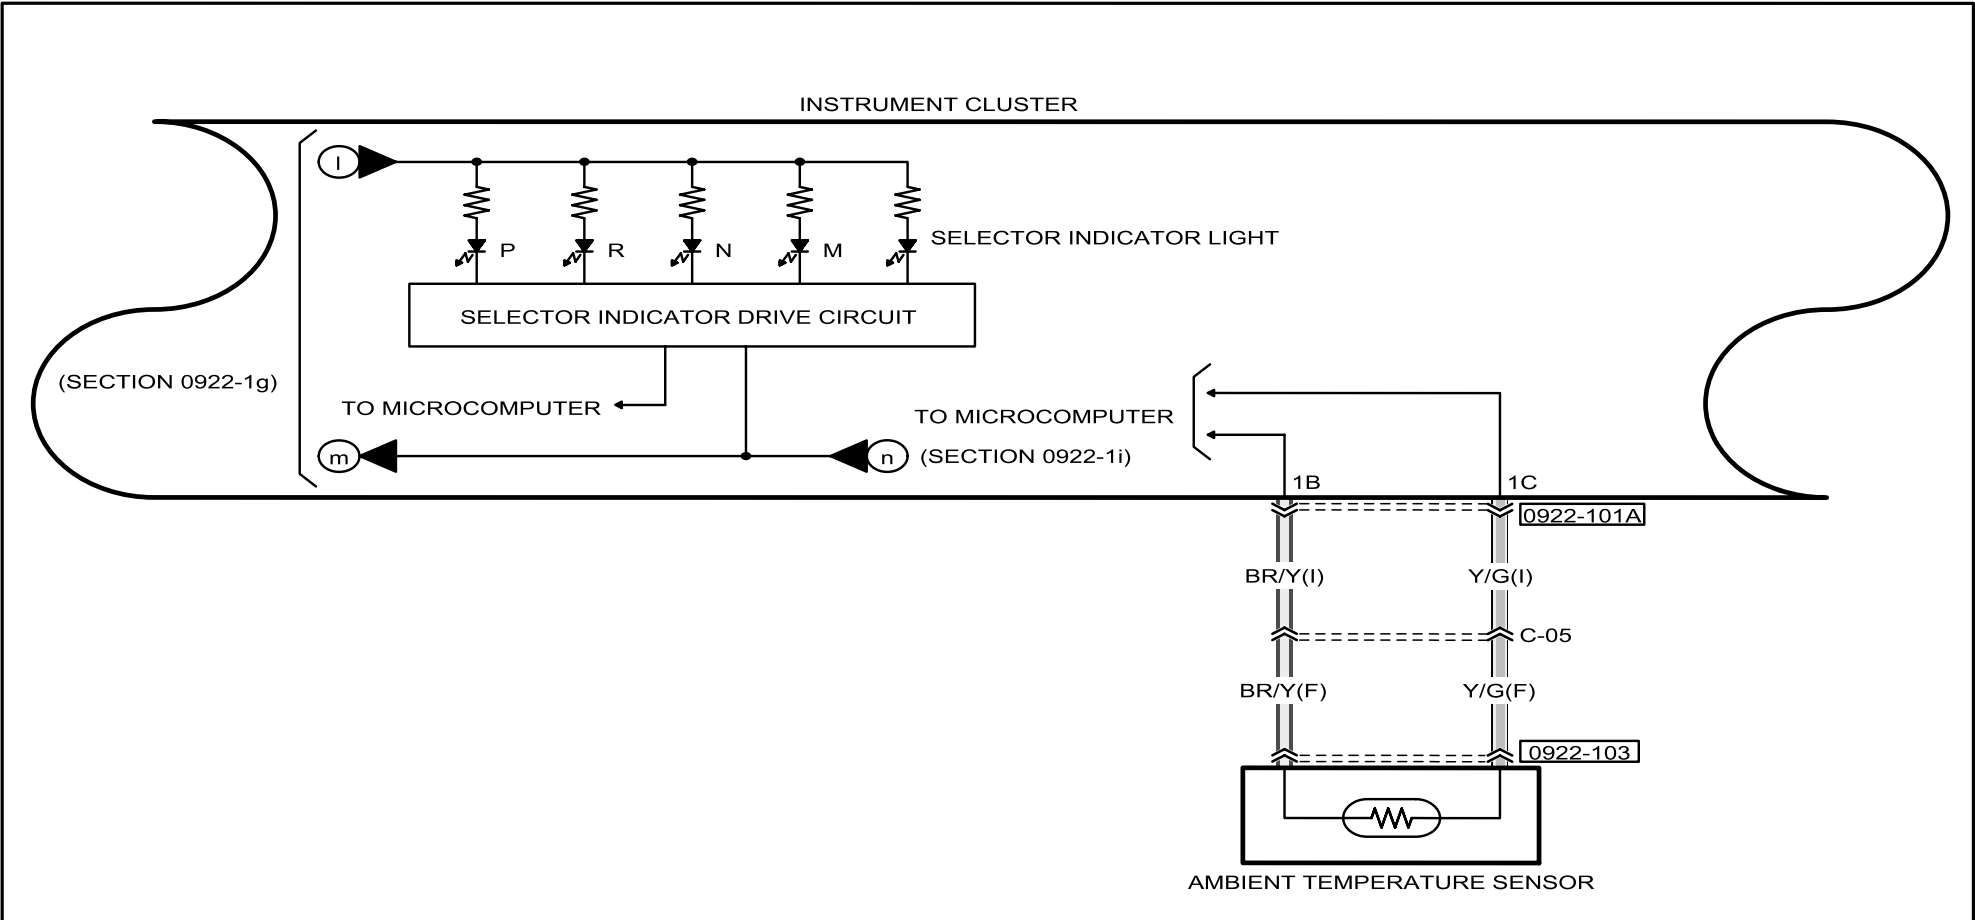 INSTRUMENT CLUSTER
l
P
R
N
M
SELECTOR INDICATOR LIGHT
SELECTOR INDICATOR DRIVE CIRCUIT
(SECTION 0922-1g)
TO MICROCOMPUTER
TO MICROCOMPUTER
m
n
(SECTION 0922-1i)
1B
1C
0922-101A
BR/Y(I)
Y/G(I)
C-05
BR/Y(F)
Y/G(F)
0922-103
AMBIENT TEMPERATURE SENSOR